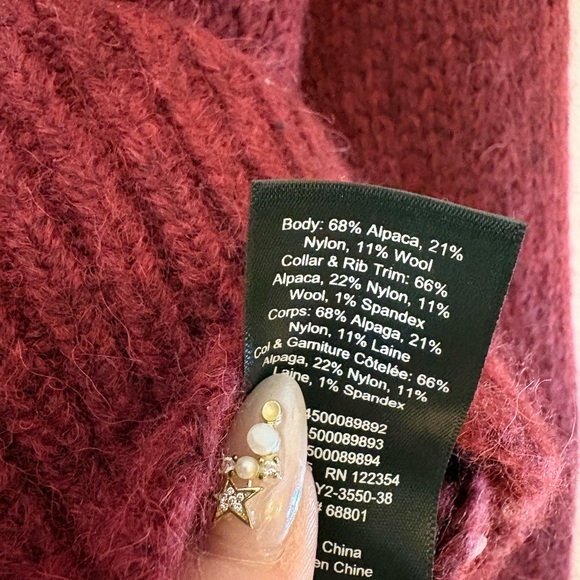 Body: 68% Alpaca, 21%
Nylon, 11% Wool
Collar & Rib Trim: 66%
Alpaca, 22% Nylon, 11%
Wool, 1% Spandex
Corps: 68% Alpaga, 21%
Nylon, 11% Laine
Col & Garniture Côtelée: 66%
Alpaga, 22% Nylon, 11%
Laine, 1% Spandex
4500089892
4500089893
500089894
RN 122354
Y2-3550-38
# 68801
China
en Chine